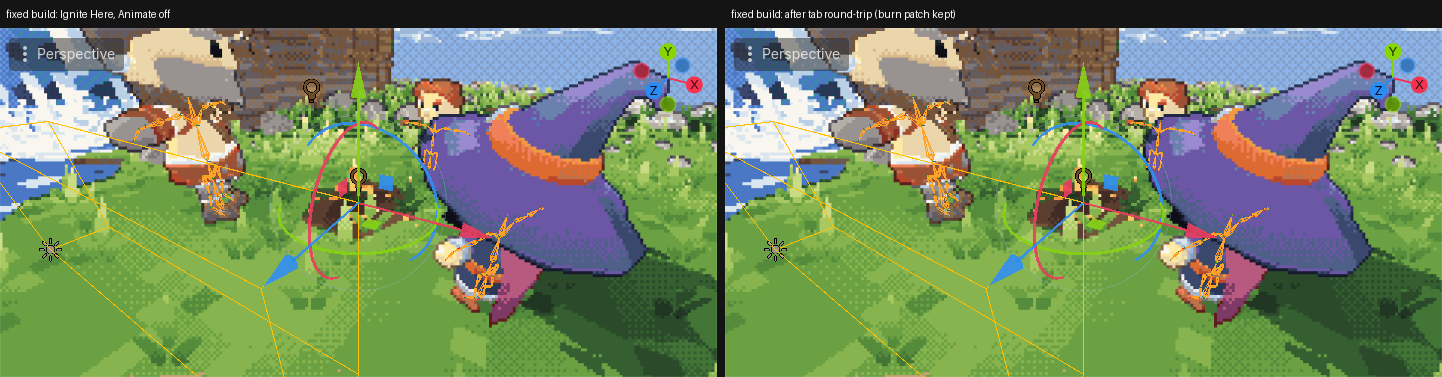 fixed build: Ignite Here, Animate off
Perspective
Y
X
Z
fixed build: after tab round-trip (burn patch kept)
Perspective
Y
X
Z